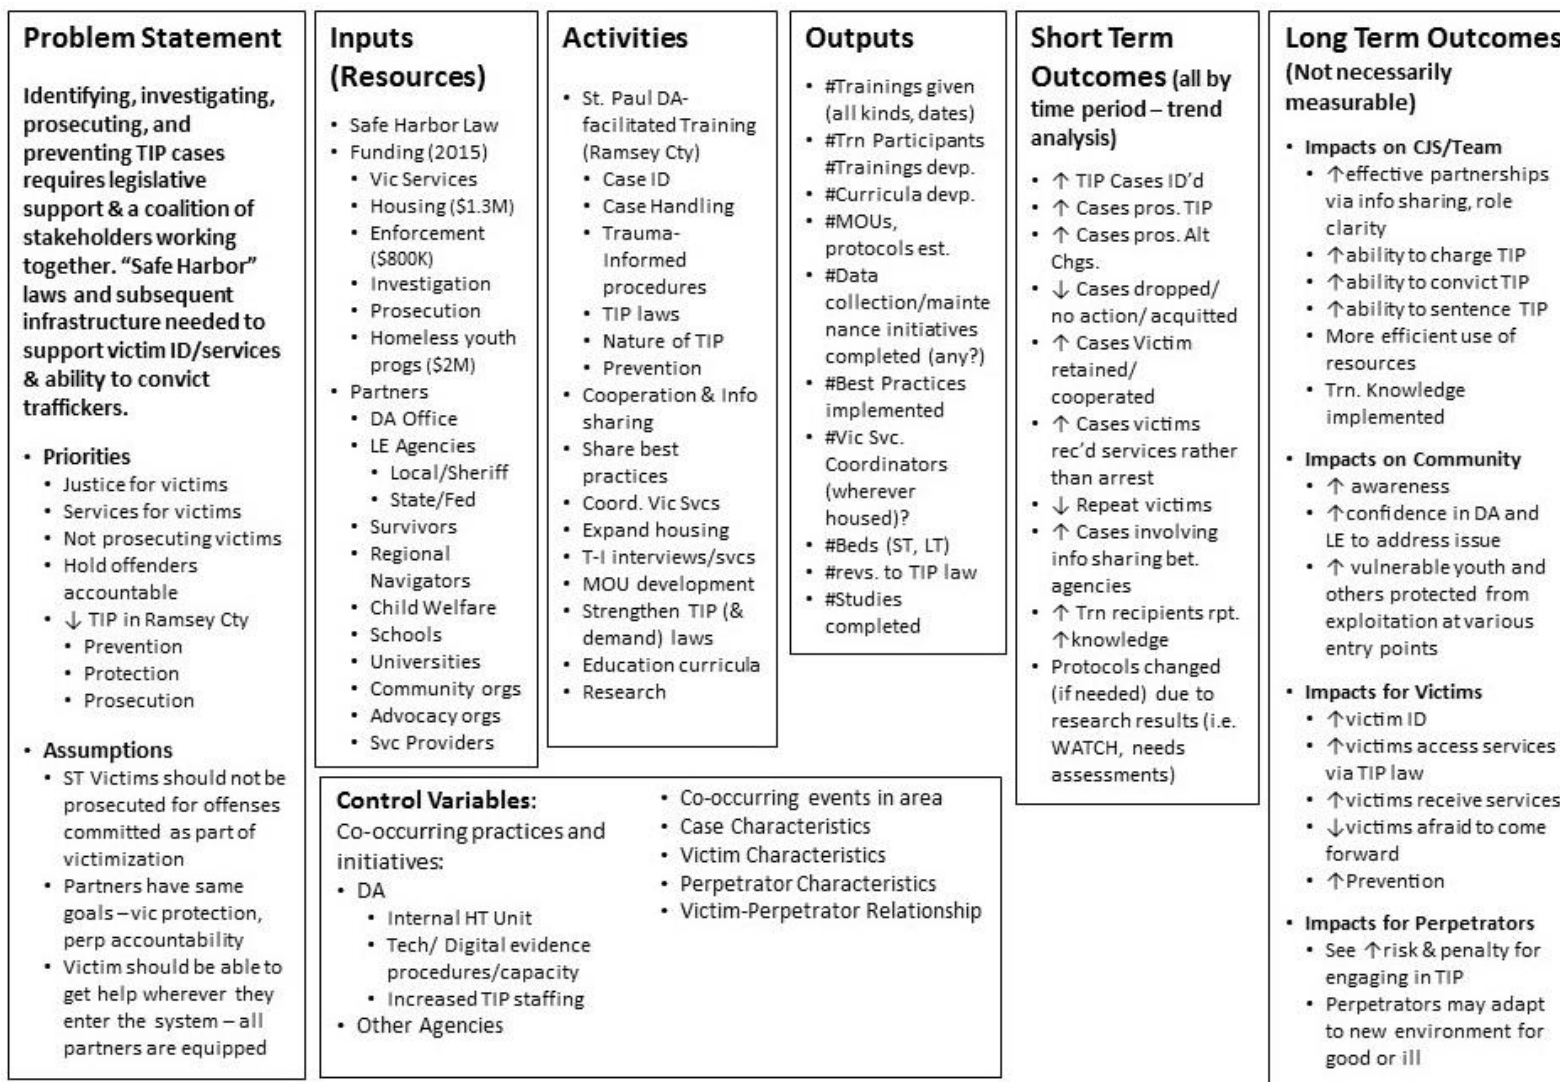 Problem Statement
Identifying, investigating,
prosecuting, and
preventing TIP cases
requires legislative
support & a coalition of
stakeholders working
together. “Safe Harbor”
laws and subsequent
infrastructure needed to
support victim ID/services
& ability to convict
traffickers.
• Priorities
• Justice for victims
• Services for victims
• Not prosecuting victims
• Hold offenders
accountable
• ↓ TIP in Ramsey Cty
• Prevention
• Protection
• Prosecution
• Assumptions
• ST Victims should not be
prosecuted for offenses
committed as part of
victimization
• Partners have same
goals – vic protection,
perp accountability
• Victim should be able to
get help wherever they
enter the system – all
partners are equipped
Inputs
(Resources)
• Safe Harbor Law
• Funding (2015)
• Vic Services
• Housing ($1.3M)
• Enforcement
($800K)
• Investigation
• Prosecution
• Homeless youth
progs ($2M)
• Partners
• DA Office
• LE Agencies
• Local/Sheriff
• State/Fed
• Survivors
• Regional
Navigators
• Child Welfare
• Schools
• Universities
• Community orgs
• Advocacy orgs
• Svc Providers
Activities
• St. Paul DA-
facilitated Training
(Ramsey Cty)
• Case ID
• Case Handling
• Trauma-
Informed
procedures
• TIP laws
• Nature of TIP
• Prevention
• Cooperation & Info
sharing
• Share best
practices
• Coord. Vic Svcs
• Expand housing
• T-I interviews/svcs
• MOU development
• Strengthen TIP (&
demand) laws
• Education curricula
• Research
Outputs
• #Trainings given
(all kinds, dates)
• #Trn Participants
#Trainings devp.
• #Curricula devp.
• #MOUs,
protocols est.
• #Data
collection/mainte
nance initiatives
completed (any?)
• #Best Practices
implemented
• #Vic Svc.
Coordinators
(wherever
housed)?
• #Beds (ST, LT)
• #revs. to TIP law
• #Studies
completed
Short Term
Outcomes (all by
time period – trend
analysis)
• ↑ TIP Cases ID’d
• ↑ Cases pros. TIP
• ↑ Cases pros. Alt
Chgs.
• ↓ Cases dropped/
no action/ acquitted
• ↑ Cases Victim
retained/
cooperated
• ↑ Cases victims
rec’d services rather
than arrest
• ↓ Repeat victims
• ↑ Cases involving
info sharing bet.
agencies
• ↑ Trn recipients rpt.
↑knowledge
• Protocols changed
(if needed) due to
research results (i.e.
WATCH, needs
assessments)
Long Term Outcomes
(Not necessarily
measurable)
• Impacts on CJS/Team
• ↑effective partnerships
via info sharing, role
clarity
• ↑ability to charge TIP
• ↑ability to convict TIP
• ↑ability to sentence TIP
• More efficient use of
resources
• Trn. Knowledge
implemented
• Impacts on Community
• ↑ awareness
• ↑confidence in DA and
LE to address issue
• ↑ vulnerable youth and
others protected from
exploitation at various
entry points
• Impacts for Victims
• ↑victim ID
• ↑victims access services
via TIP law
• ↑victims receive services
• ↓victims afraid to come
forward
• ↑Prevention
• Impacts for Perpetrators
• See ↑risk & penalty for
engaging in TIP
• Perpetrators may adapt
to new environment for
good or ill
Control Variables:
Co-occurring practices and
initiatives:
• DA
• Internal HT Unit
• Tech/ Digital evidence
procedures/capacity
• Increased TIP staffing
• Other Agencies
• Co-occurring events in area
• Case Characteristics
• Victim Characteristics
• Perpetrator Characteristics
• Victim-Perpetrator Relationship